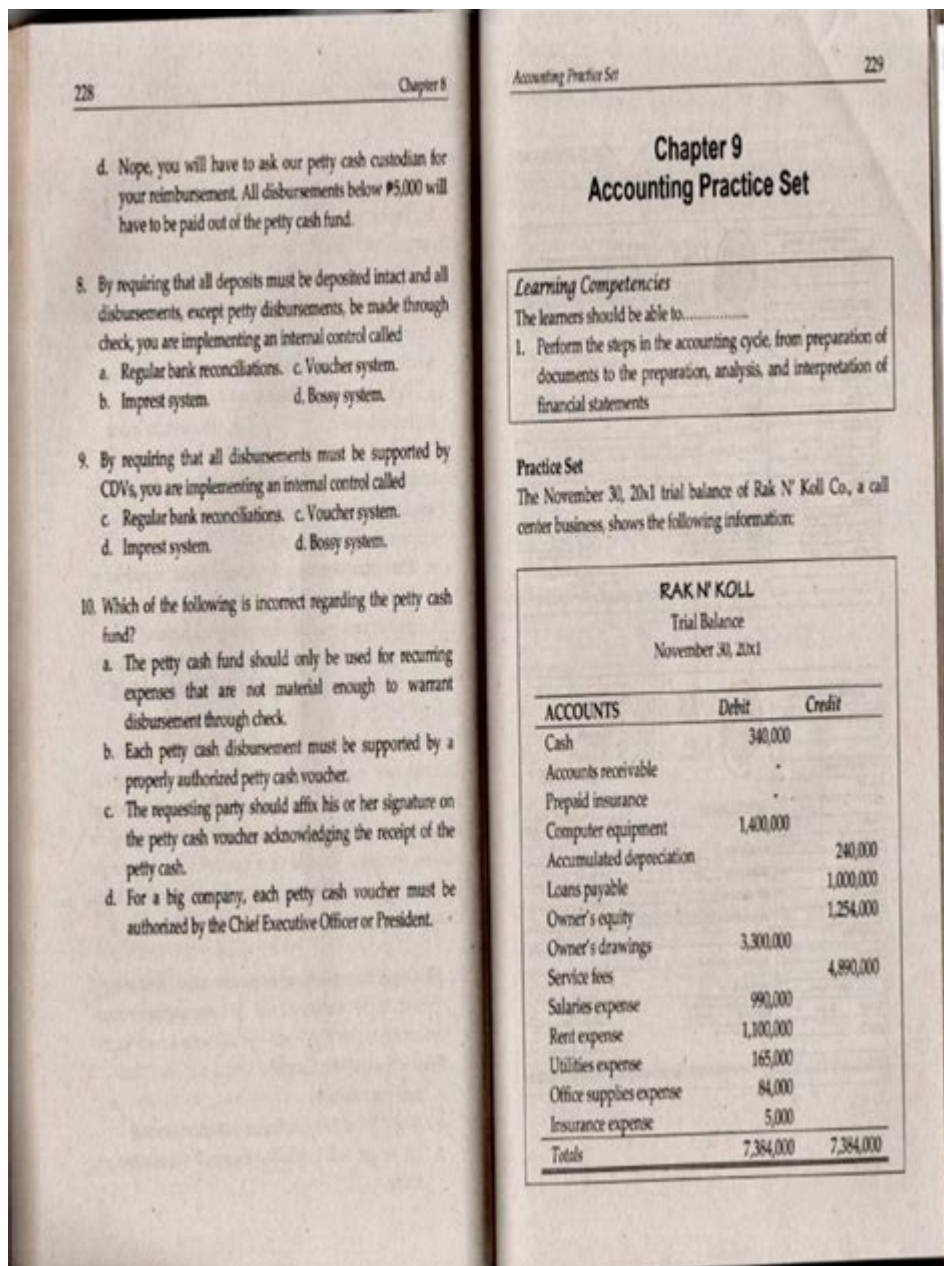 228 Chapter 8
d. Nope, you will have to ask our petty cash custodian for
your reimbursement. All disbursements below ₱5,000 will
have to be paid out of the petty cash fund.
8. By requiring that all deposits must be deposited intact and all
disbursements, except petty disbursements, be made through
check, you are implementing an internal control called
a. Regular bank reconciliations. c. Voucher system.
b. Imprest system. d. Bossy system.
9. By requiring that all disbursements must be supported by
CDVs, you are implementing an internal control called
c. Regular bank reconciliations. c. Voucher system.
d. Imprest system. d. Bossy system.
10. Which of the following is incorrect regarding the petty cash
fund?
a. The petty cash fund should only be used for recurring
expenses that are not material enough to warrant
disbursement through check.
b. Each petty cash disbursement must be supported by a
properly authorized petty cash voucher.
c. The requesting party should affix his or her signature on
the petty cash voucher acknowledging the receipt of the
petty cash.
d. For a big company, each petty cash voucher must be
authorized by the Chief Executive Officer or President.
Accounting Practice Set 229
Chapter 9
Accounting Practice Set
Learning Competencies
The learners should be able to...............
1. Perform the steps in the accounting cycle, from preparation of
documents to the preparation, analysis, and interpretation of
financial statements
Practice Set
The November 30, 20x1 trial balance of Rak N' Koll Co., a call
center business, shows the following information:
RAK N' KOLL
Trial Balance
November 30, 20x1
ACCOUNTS Debit Credit
Cash 340,000
Accounts receivable -
Prepaid insurance -
Computer equipment 1,400,000
Accumulated depreciation 240,000
Loans payable 1,000,000
Owner's equity 1,254,000
Owner's drawings 3,300,000
Service fees 4,890,000
Salaries expense 990,000
Rent expense 1,100,000
Utilities expense 165,000
Office supplies expense 84,000
Insurance expense 5,000
Totals 7,384,000 7,384,000